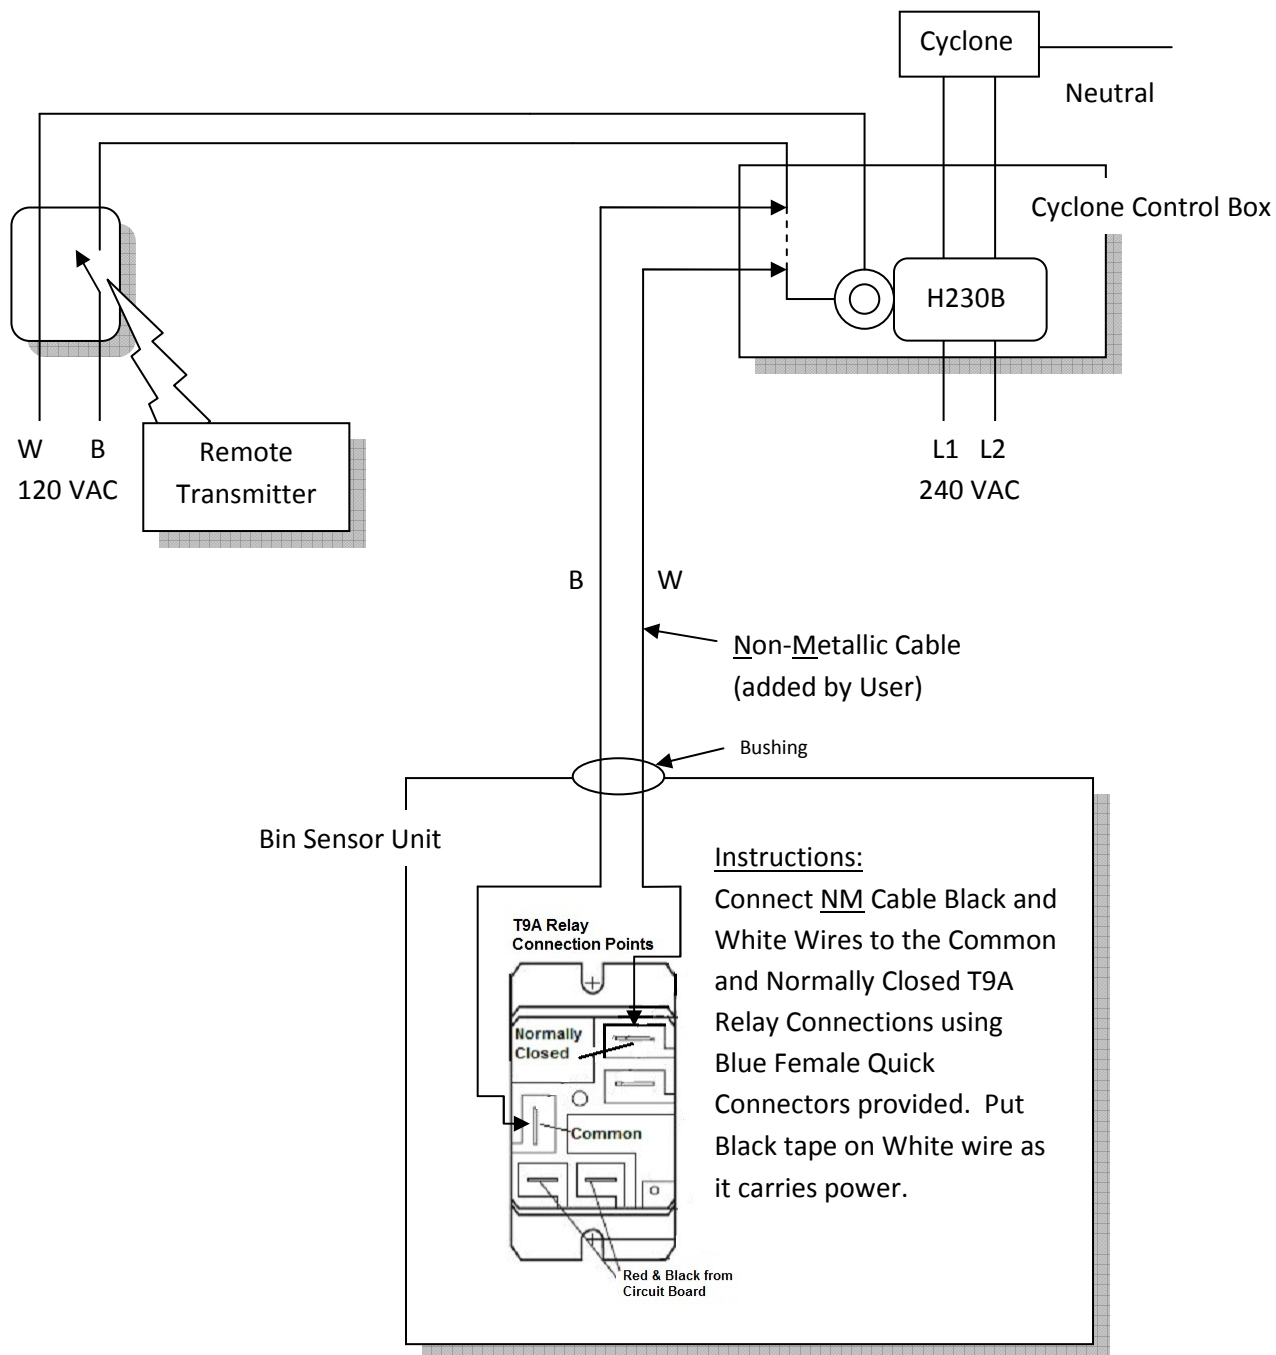 Cyclone
Neutral
Cyclone Control Box
H230B
W B
120 VAC
Remote
Transmitter
L1 L2
240 VAC
B W
Non-Metallic Cable
(added by User)
Bushing
Bin Sensor Unit
Instructions:
Connect NM Cable Black and
White Wires to the Common
and Normally Closed T9A
Relay Connections using
Blue Female Quick
Connectors provided. Put
Black tape on White wire as
it carries power.
T9A Relay
Connection Points
Normally
Closed
Common
Red & Black from
Circuit Board